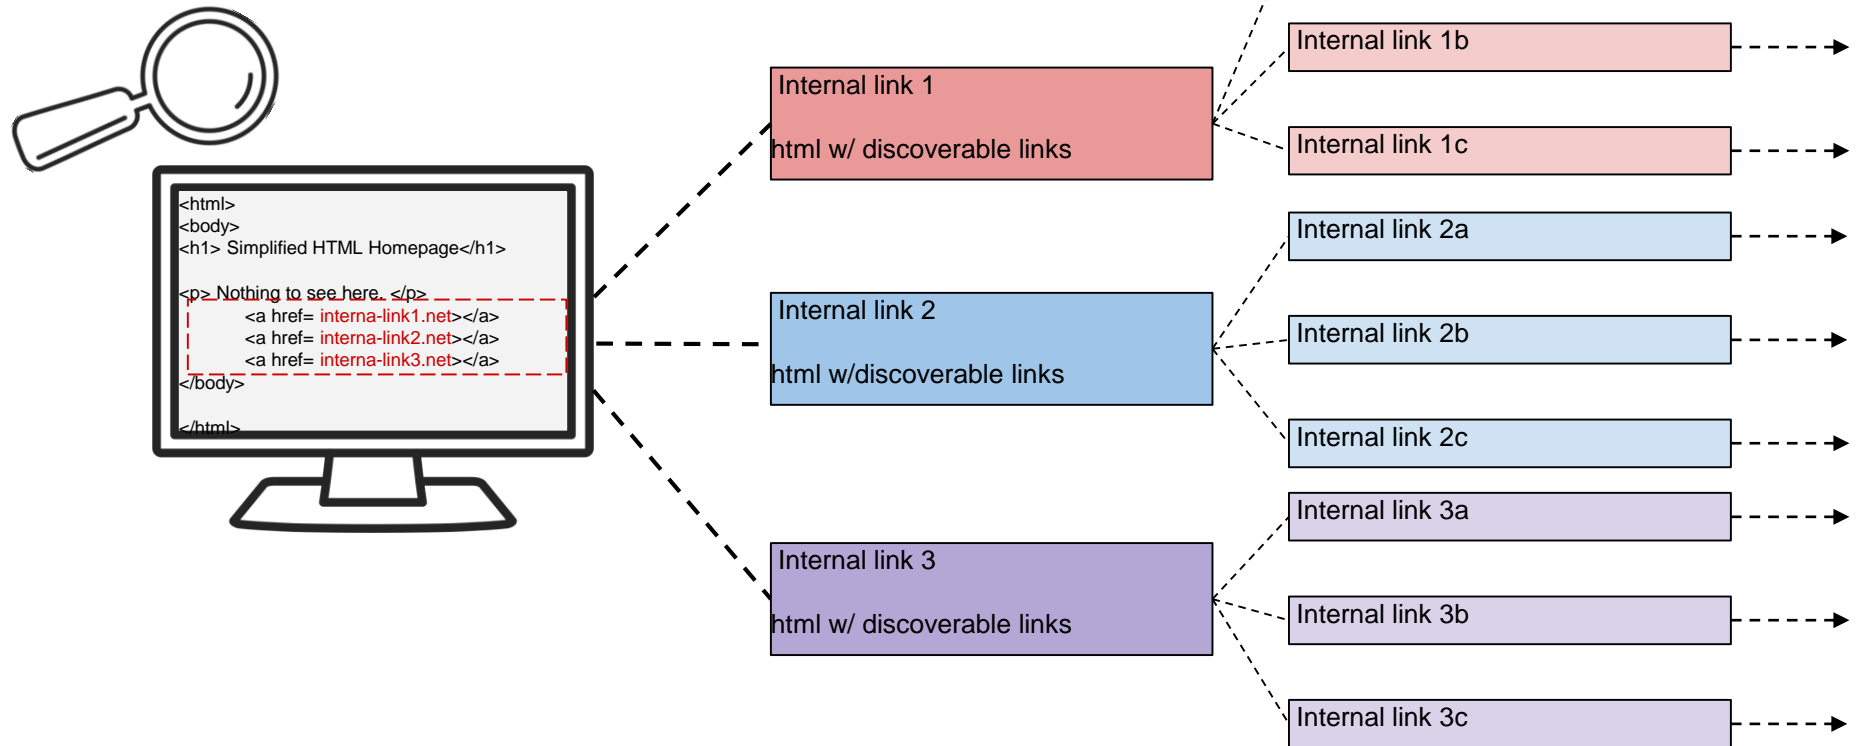 <html>
<body>
<h1> Simplified HTML Homepage</h1>
<p> Nothing to see here. </p>
<a href= interna-link1.net></a>
<a href= interna-link2.net></a>
<a href= interna-link3.net></a>
</body>
</html>
Internal link 1
html w/ discoverable links
Internal link 2
html w/discoverable links
Internal link 3
html w/ discoverable links
Internal link 1b
Internal link 1c
Internal link 2a
Internal link 2b
Internal link 2c
Internal link 3a
Internal link 3b
Internal link 3c